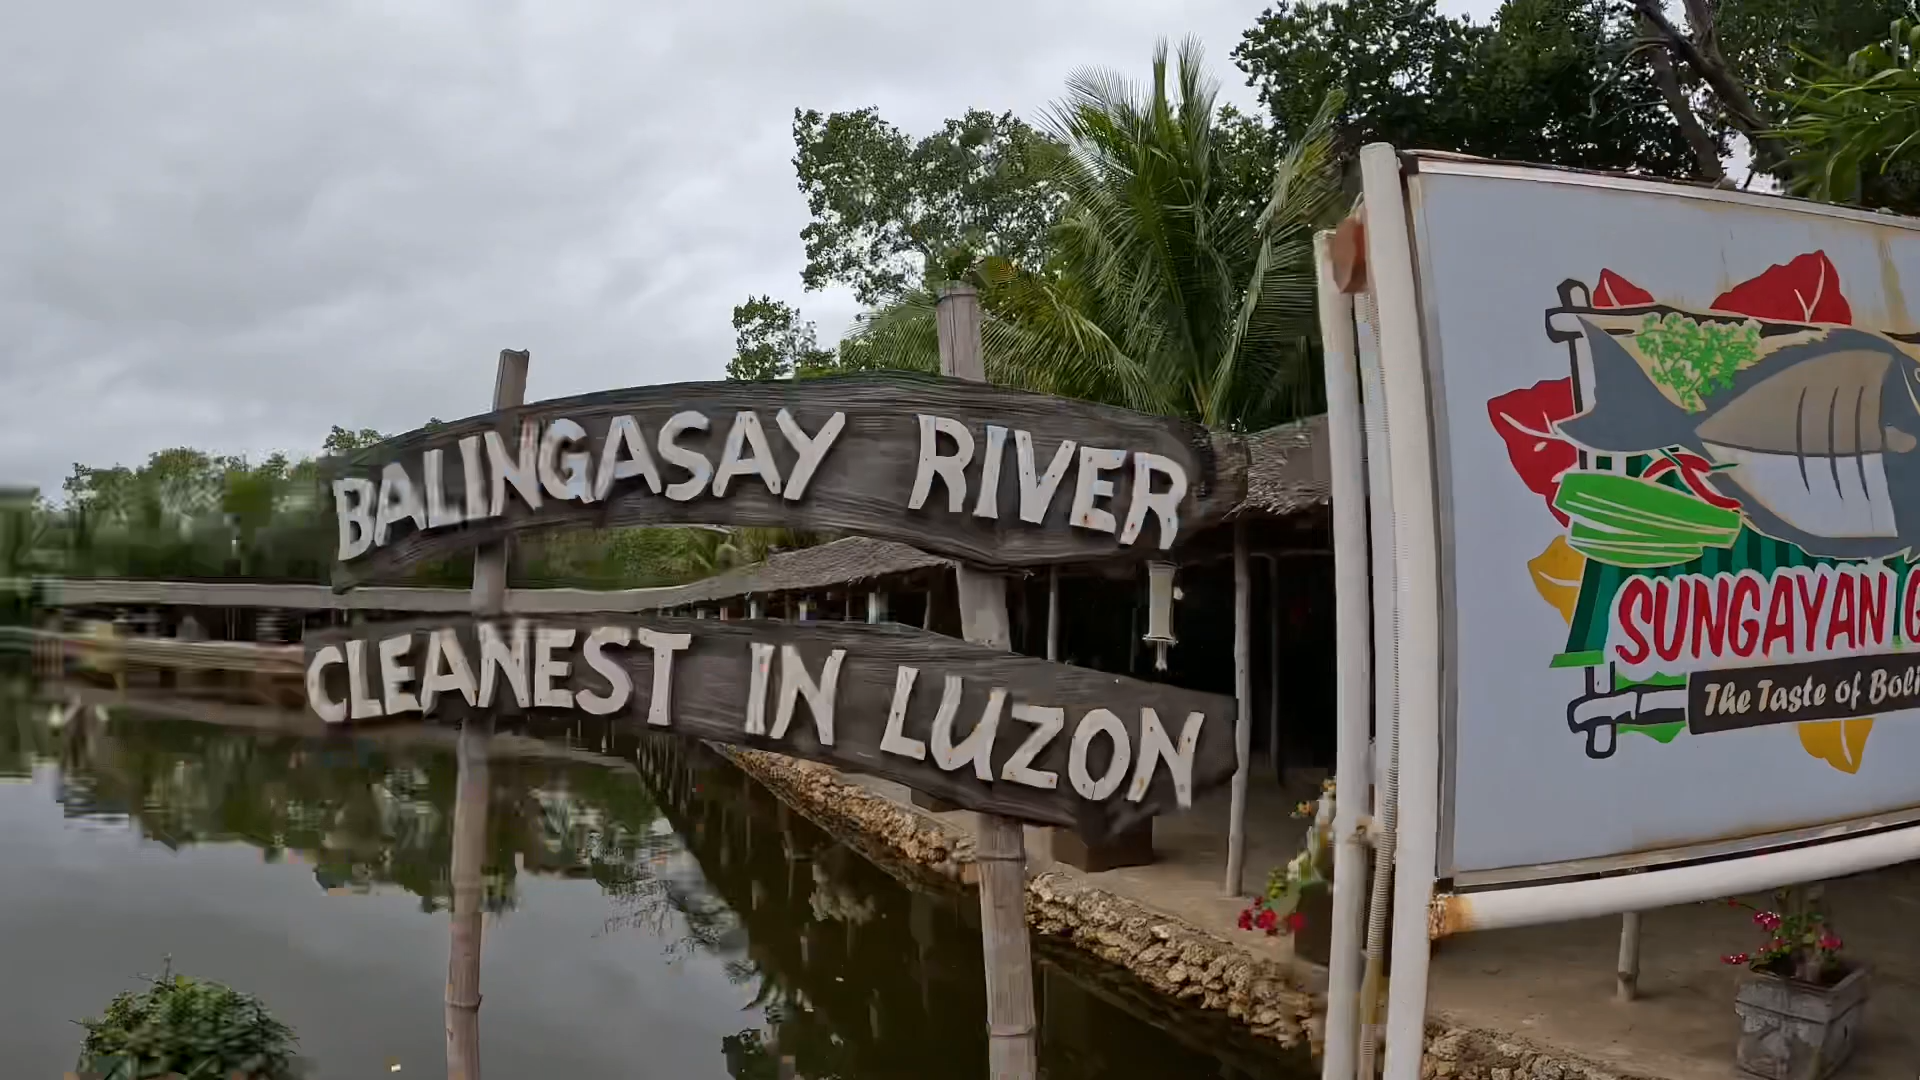 BALINGASAY RIVER
CLEANEST IN LUZON
SUNGAYAN
The Taste of